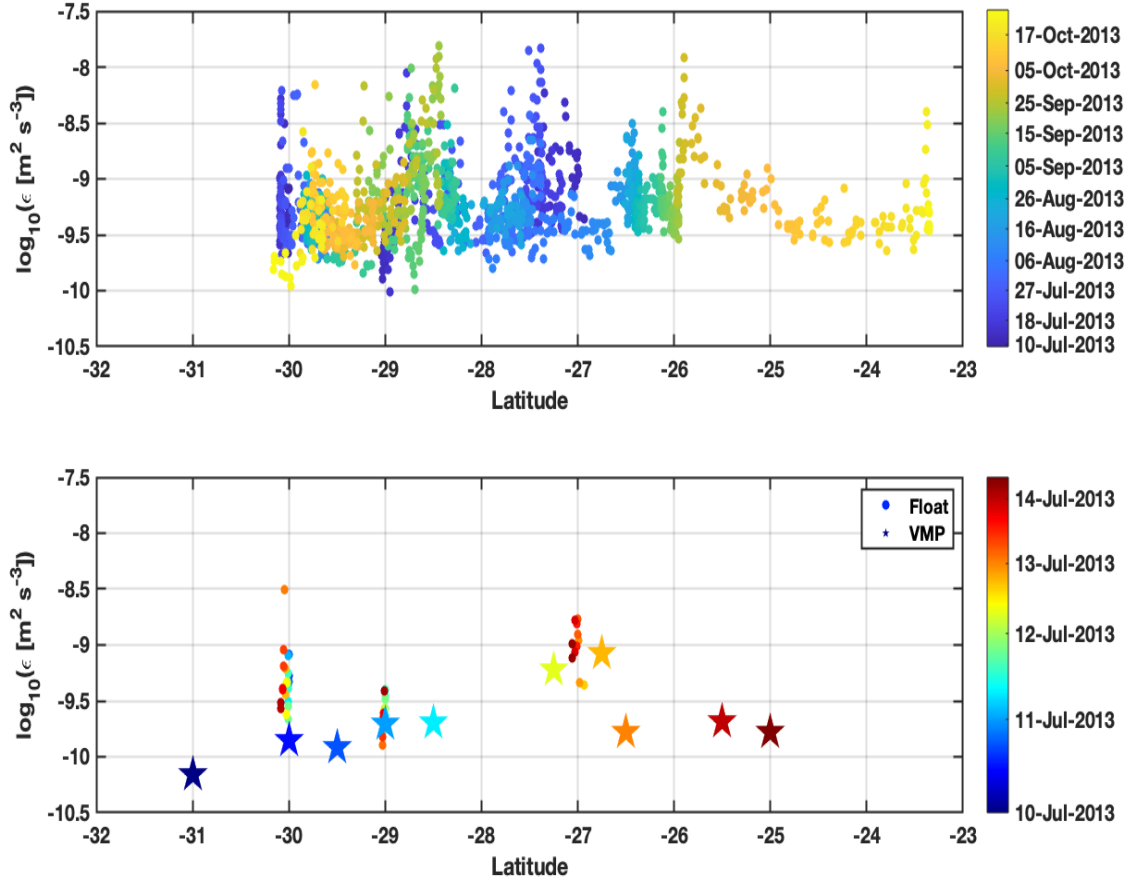 -7.5
-8
-8.5
-9
-9.5
-10
-10.5
log10(ϵ [m2 s-3])
-32 -31 -30 -29 -28 -27 -26 -25 -24 -23
Latitude
17-Oct-2013
05-Oct-2013
25-Sep-2013
15-Sep-2013
05-Sep-2013
26-Aug-2013
16-Aug-2013
06-Aug-2013
27-Jul-2013
18-Jul-2013
10-Jul-2013
-7.5
-8
-8.5
-9
-9.5
-10
-10.5
log10(ϵ [m2 s-3])
-32 -31 -30 -29 -28 -27 -26 -25 -24 -23
Latitude
Float
VMP
14-Jul-2013
13-Jul-2013
12-Jul-2013
11-Jul-2013
10-Jul-2013